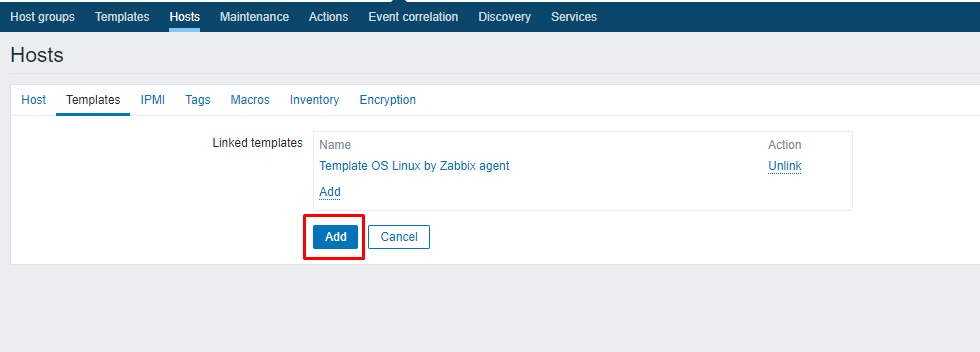 Host groups Templates Hosts Maintenance Actions Event correlation Discovery Services
Hosts
Host Templates IPMI Tags Macros Inventory Encryption
Linked templates Name Action
Template OS Linux by Zabbix agent Unlink
Add
Add Cancel